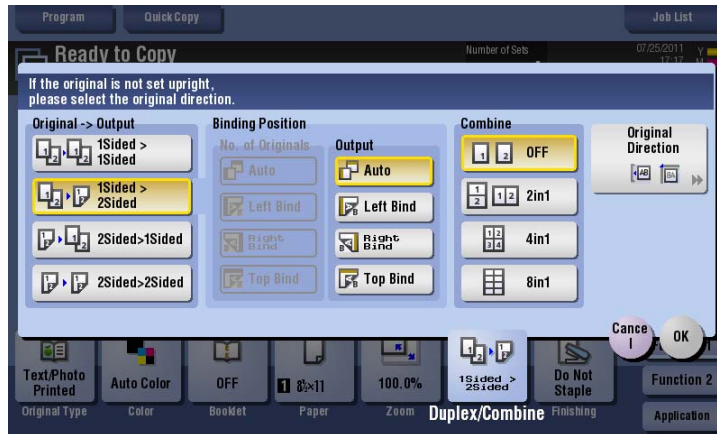 Program
Quick Copy
Job List
Ready to Copy
Number of Sets
07/25/2011
17:17
Y
M
If the original is not set upright,
please select the original direction.
Original -> Output
1Sided >
1Sided
1Sided >
2Sided
2Sided>1Sided
2Sided>2Sided
Binding Position
No. of Originals
Auto
Left Bind
Right
Bind
Top Bind
Output
Auto
Left Bind
Right
Bind
Top Bind
Combine
OFF
2in1
4in1
8in1
Original
Direction
Cance
l
OK
Text/Photo
Printed
Original Type
Auto Color
Color
OFF
Booklet
1 8½×11
Paper
100.0%
Zoom
1Sided >
2Sided
Duplex/Combine
Do Not
Staple
Finishing
Function 2
Application